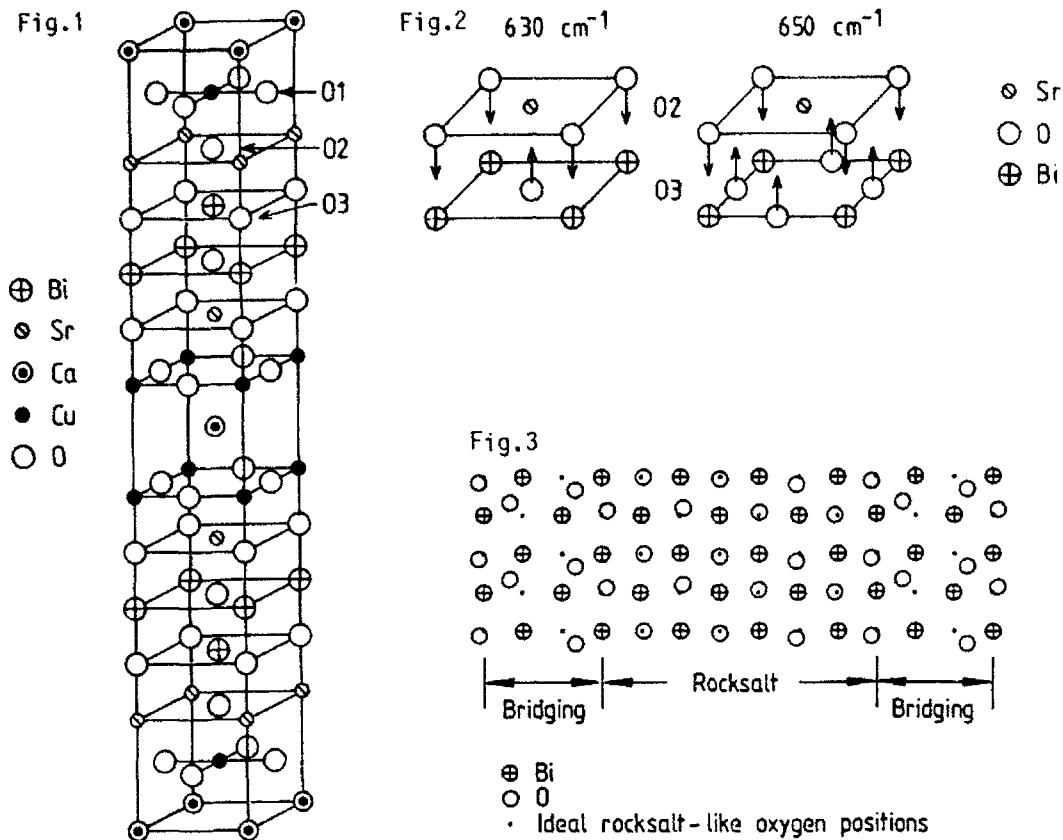 Fig.1
O1
O2
O3
Bi
Sr
Ca
Cu
O
Fig.2 630 cm⁻¹ 650 cm⁻¹
O2
O3
Sr
O
Bi
Fig.3
Bridging Rocksalt Bridging
Bi
O
Ideal rocksalt-like oxygen positions